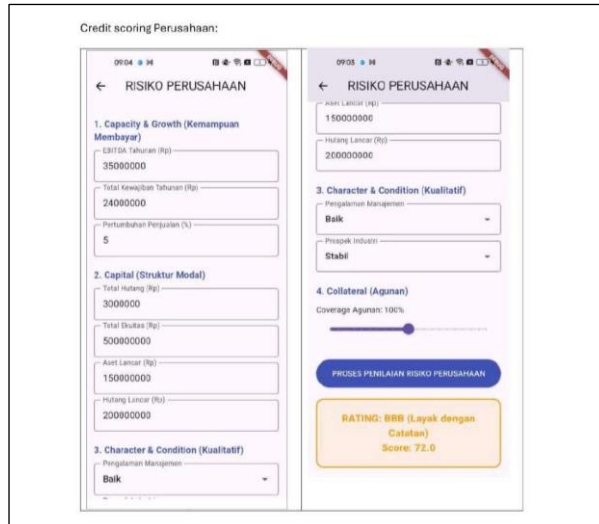 Credit scoring Perusahaan:
09:04
RISIKO PERUSAHAAN
1. Capacity & Growth (Kemampuan
Membayar)
EBITDA Tahunan (Rp)
35000000
Total Kewajiban Tahunan (Rp)
24000000
Pertumbuhan Penjualan (%)
5
2. Capital (Struktur Modal)
Total Hutang (Rp)
3000000
Total Ekuitas (Rp)
500000000
Aset Lancar (Rp)
150000000
Hutang Lancar (Rp)
200000000
3. Character & Condition (Kualitatif)
Pengalaman Manajemen
Baik
09:05
RISIKO PERUSAHAAN
Aset Lancar (Rp)
150000000
Hutang Lancar (Rp)
200000000
3. Character & Condition (Kualitatif)
Pengalaman Manajemen
Baik
Prospek Industri
Stabil
4. Collateral (Agunan)
Coverage Agunan: 100%
PROSES PENILAIAN RISIKO PERUSAHAAN
RATING: BBB (Layak dengan
Catatan)
Score: 72.0